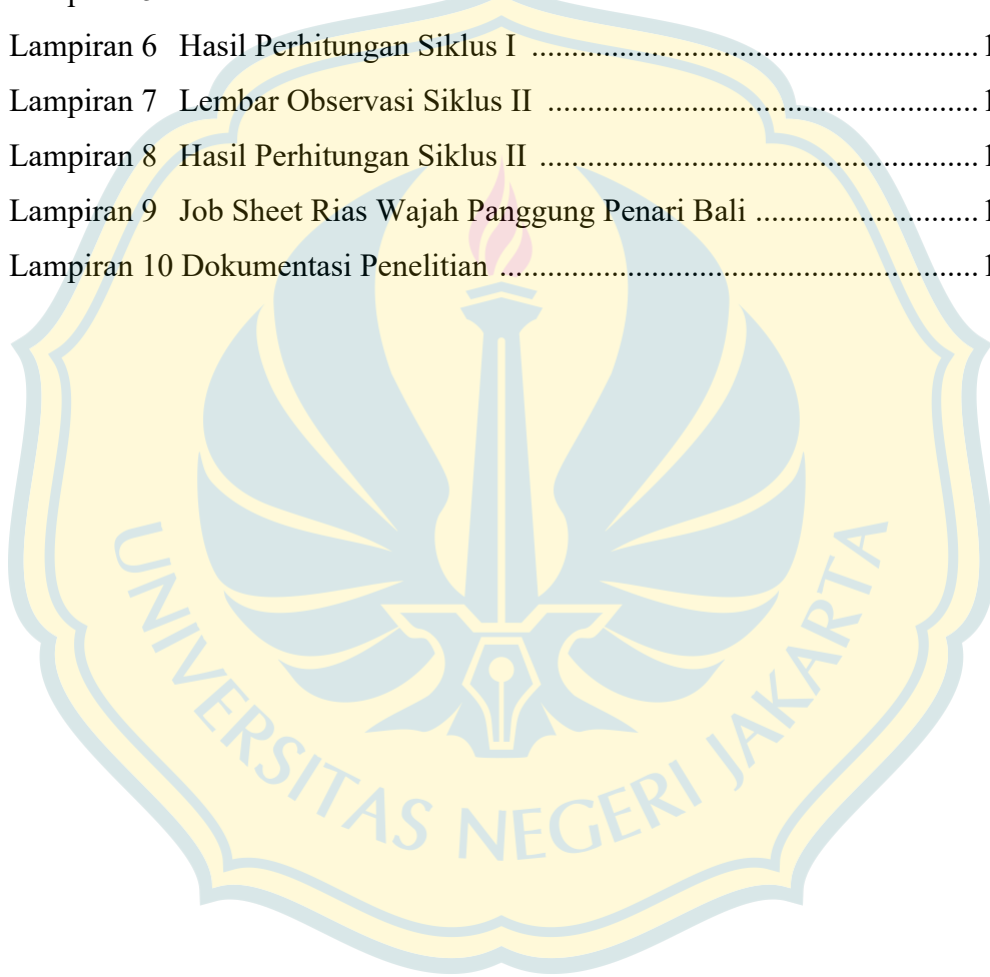 Lampiran 6 Hasil Perhitungan Siklus I ........................................................ 1
Lampiran 7 Lembar Observasi Siklus II ...................................................... 1
Lampiran 8 Hasil Perhitungan Siklus II ....................................................... 1
Lampiran 9 Job Sheet Rias Wajah Panggung Penari Bali ............................ 1
Lampiran 10 Dokumentasi Penelitian ............................................................ 1
UNIVERSITAS NEGERI JAKARTA